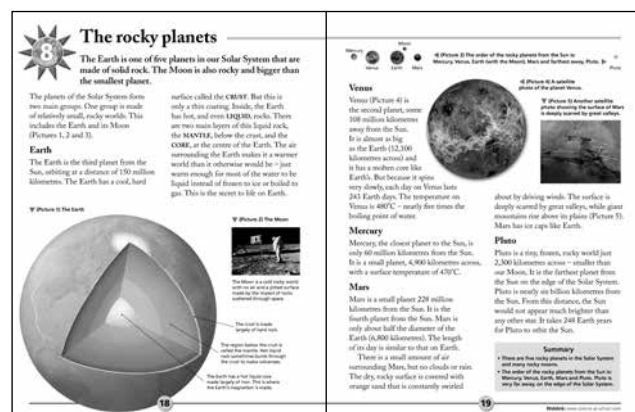 8
The rocky planets
The Earth is one of five planets in our Solar System that are
made of solid rock. The Moon is also rocky and bigger than
the smallest planet.
The planets of the Solar System form
two main groups. One group is made
of relatively small, rocky worlds. This
includes the Earth and its Moon
(Pictures 1, 2 and 3).
Earth
The Earth is the third planet from the
Sun, orbiting at a distance of 150 million
kilometres. The Earth has a cool, hard
surface called the CRUST. But this is
only a thin coating. Inside, the Earth
has hot, and even LIQUID, rocks. There
are two main layers of this liquid rock,
the MANTLE, below the crust, and the
CORE, at the centre of the Earth. The air
surrounding the Earth makes it a warmer
world than it otherwise would be – just
warm enough for most of the water to be
liquid instead of frozen to ice or boiled to
gas. This is the secret to life on Earth.
▼ (Picture 1) The Earth
▼ (Picture 2) The Moon
The Moon is a cold rocky world
with no air and a pitted surface
made by the impact of rocks
scattered through space.
The crust is made
largely of hard rock.
The region below the crust is
called the mantle. Hot liquid
rock sometimes bursts through
the crust to make volcanoes.
The Earth has a hot liquid core
made largely of iron. This is where
the Earth's magnetism is made.
18
Mercury
Venus
Earth
Moon
Mars
◀ (Picture 3) The order of the rocky planets from the Sun is:
Mercury, Venus, Earth (with the Moon), Mars and farthest away, Pluto. ▶
Pluto
Venus
Venus (Picture 4) is
the second planet, some
108 million kilometres
away from the Sun.
It is almost as big
as the Earth (12,100
kilometres across) and
it has a molten core like
Earth's. But because it spins
very slowly, each day on Venus lasts
243 Earth days. The temperature on
Venus is 480°C – nearly five times the
boiling point of water.
Mercury
Mercury, the closest planet to the Sun, is
only 60 million kilometres from the Sun.
It is a small planet, 4,900 kilometres across,
with a surface temperature of 470°C.
Mars
Mars is a small planet 228 million
kilometres from the Sun. It is the
fourth planet from the Sun. Mars is
only about half the diameter of the
Earth (6,800 kilometres). The length
of its day is similar to that on Earth.
There is a small amount of air
surrounding Mars, but no clouds or rain.
The dry, rocky surface is covered with
orange sand that is constantly swirled
◀ (Picture 4) A satellite
photo of the planet Venus.
▼ (Picture 5) Another satellite
photo showing the surface of Mars
is deeply scarred by great valleys.
about by driving winds. The surface is
deeply scarred by great valleys, while giant
mountains rise above its plains (Picture 5).
Mars has ice caps like Earth.
Pluto
Pluto is a tiny, frozen, rocky world just
2,300 kilometres across – smaller than
our Moon. It is the farthest planet from
the Sun on the edge of the Solar System.
Pluto is nearly six billion kilometres from
the Sun. From this distance, the Sun
would not appear much brighter than
any other star. It takes 248 Earth years
for Pluto to orbit the Sun.
Summary
• There are five rocky planets in the Solar System
and many rocky moons.
• The order of the rocky planets from the Sun is:
Mercury, Venus, Earth, Mars and Pluto. Pluto is
very far away, on the edge of the Solar System.
19
Weblink: www.science-at-school.com